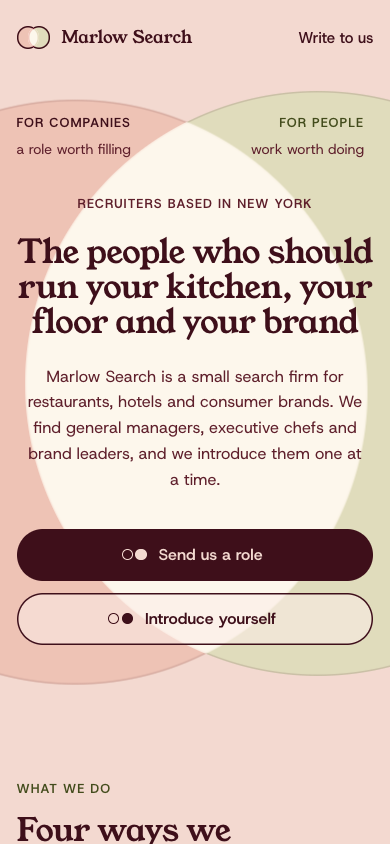 Marlow Search
Write to us
FOR COMPANIES
a role worth filling
FOR PEOPLE
work worth doing
RECRUITERS BASED IN NEW YORK
The people who should
run your kitchen, your
floor and your brand
Marlow Search is a small search firm for
restaurants, hotels and consumer brands. We
find general managers, executive chefs and
brand leaders, and we introduce them one at
a time.
Send us a role
Introduce yourself
WHAT WE DO
Four ways we